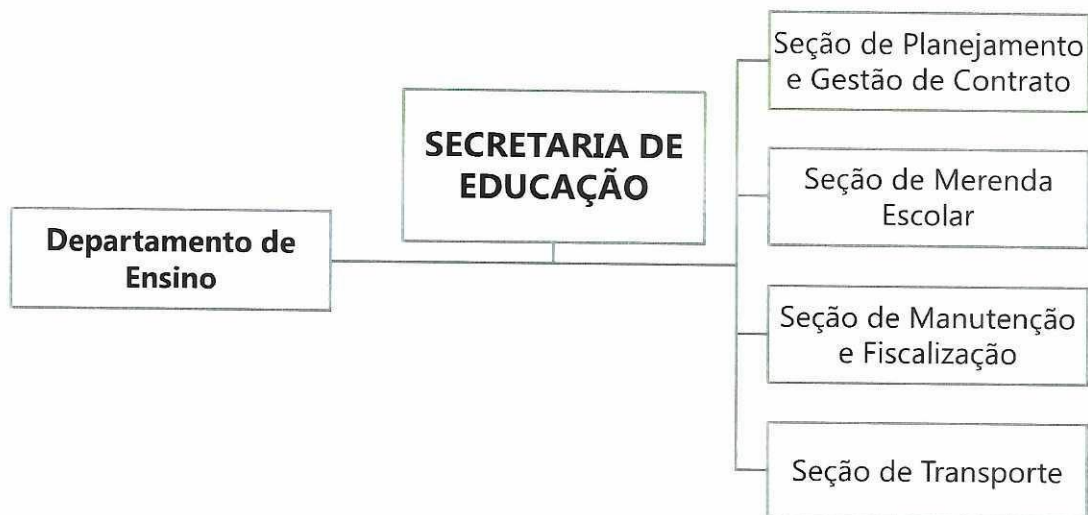 SECRETARIA DE
EDUCAÇÃO
Departamento de
Ensino
Seção de Planejamento
e Gestão de Contrato
Seção de Merenda
Escolar
Seção de Manutenção
e Fiscalização
Seção de Transporte